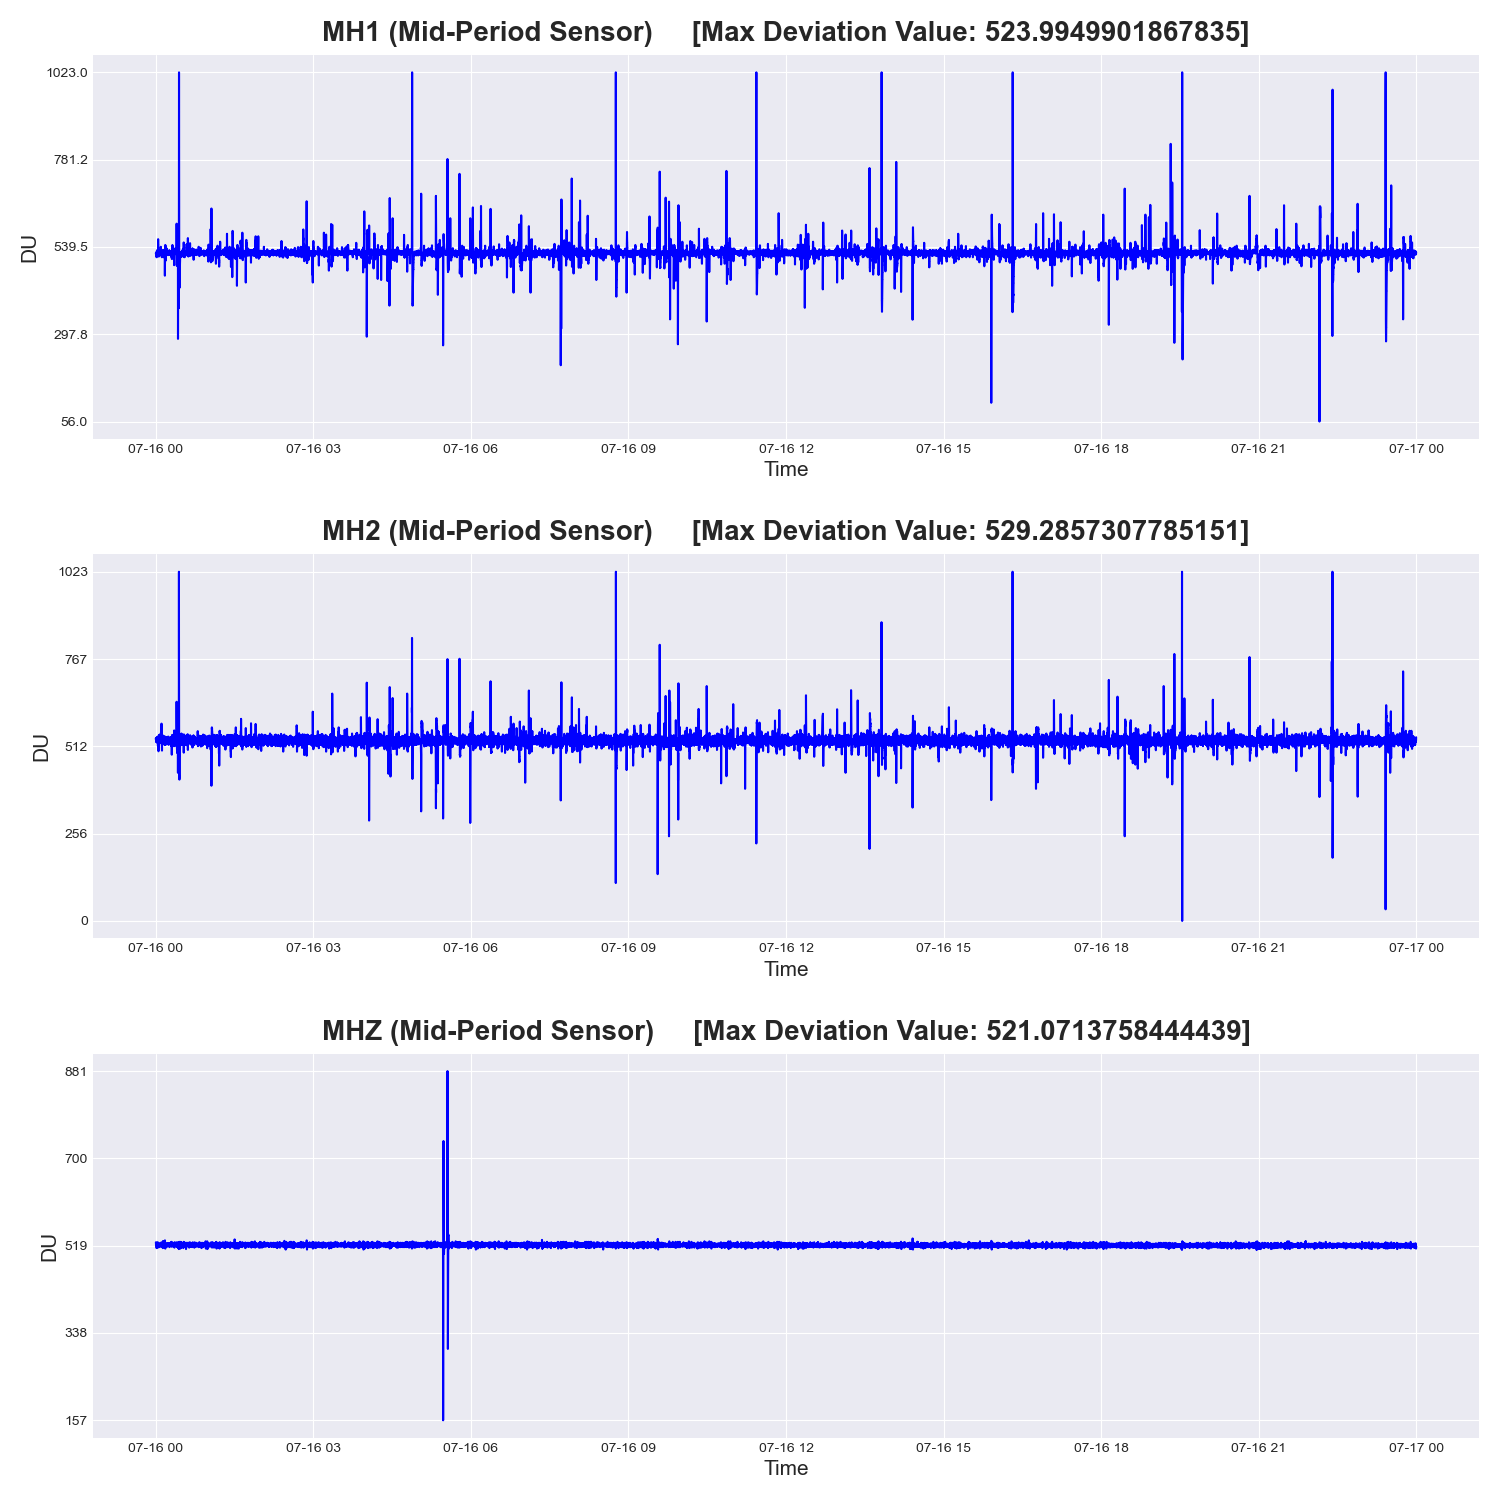 MH1 (Mid-Period Sensor) [Max Deviation Value: 523.9949901867835]
1023.0
781.2
539.5
297.8
56.0
DU
07-16 00 07-16 03 07-16 06 07-16 09 07-16 12 07-16 15 07-16 18 07-16 21 07-17 00
Time
MH2 (Mid-Period Sensor) [Max Deviation Value: 529.2857307785151]
1023
767
512
256
0
DU
07-16 00 07-16 03 07-16 06 07-16 09 07-16 12 07-16 15 07-16 18 07-16 21 07-17 00
Time
MHZ (Mid-Period Sensor) [Max Deviation Value: 521.0713758444439]
881
700
519
338
157
DU
07-16 00 07-16 03 07-16 06 07-16 09 07-16 12 07-16 15 07-16 18 07-16 21 07-17 00
Time